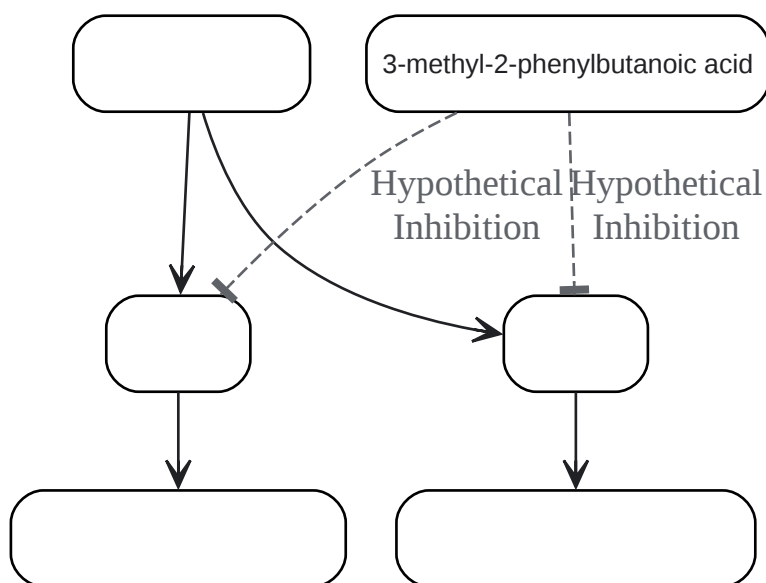 3-methyl-2-phenylbutanoic acid
Hypothetical
Inhibition
Hypothetical
Inhibition